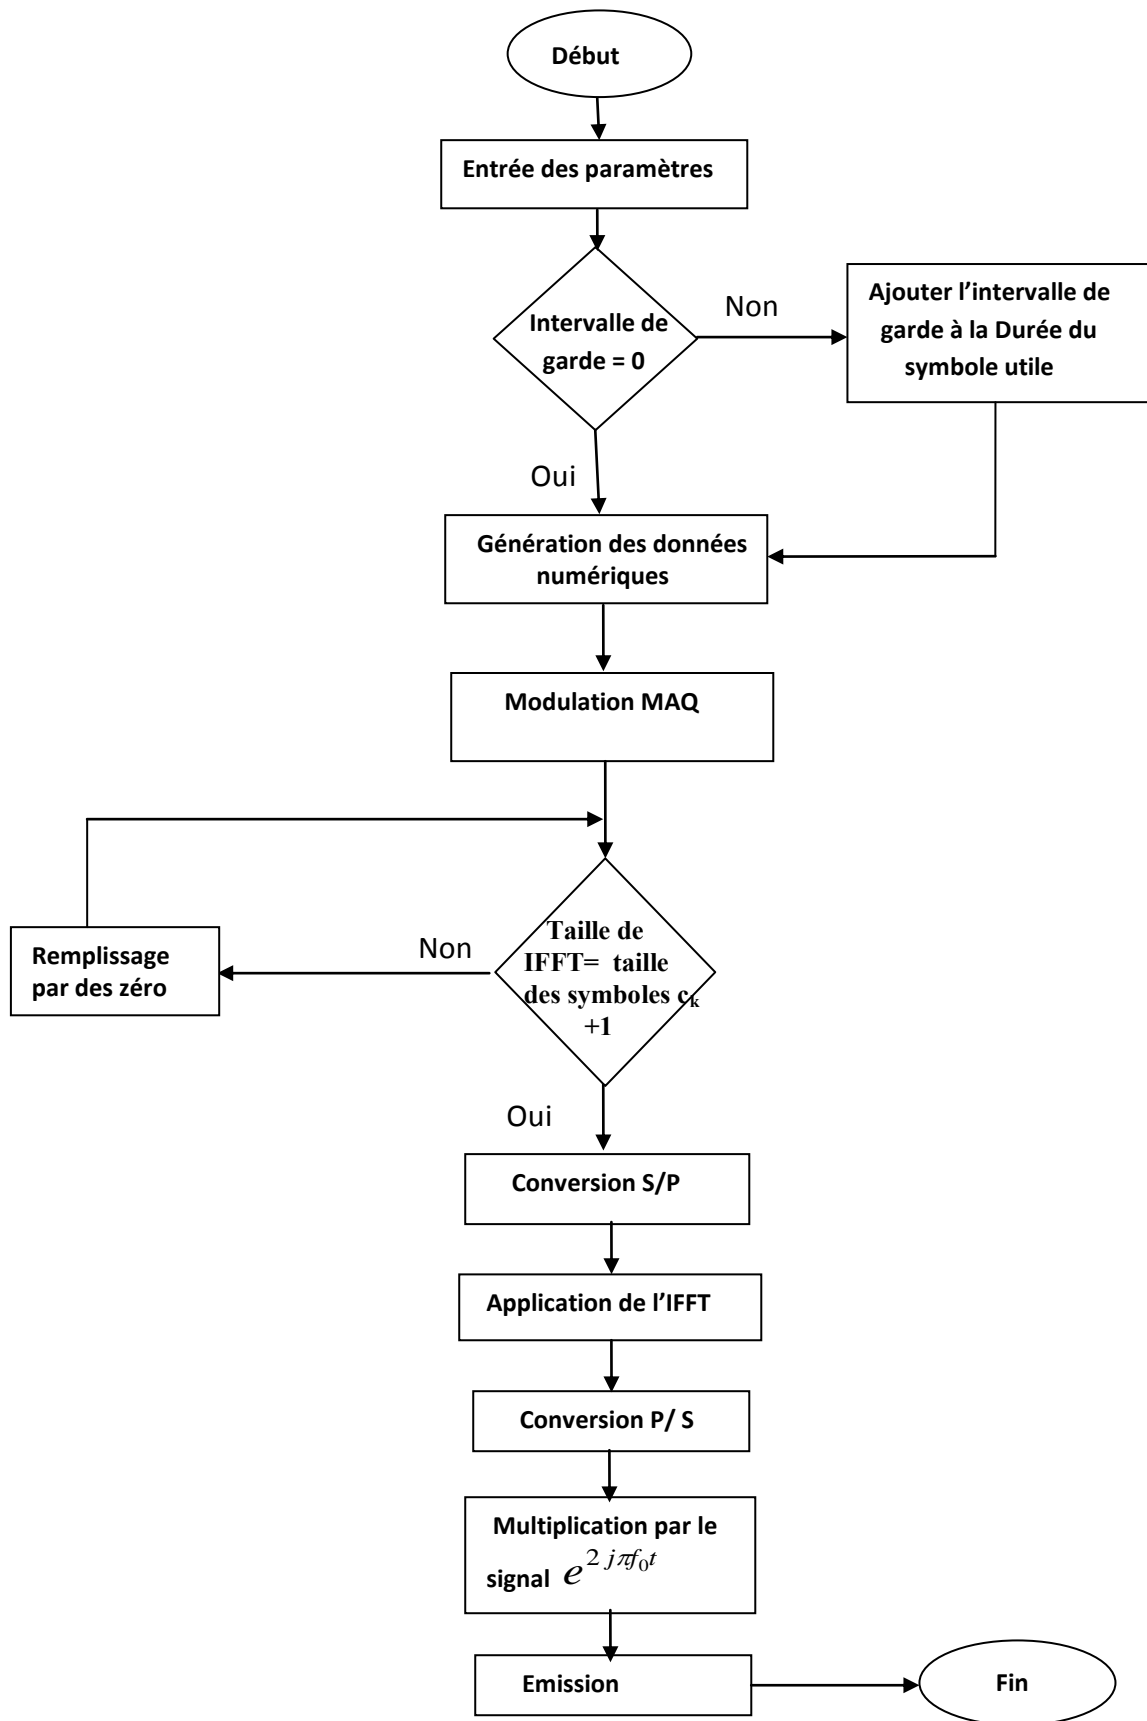 Début
Entrée des paramètres
Intervalle de
garde = 0
Non
Ajouter l’intervalle de
garde à la Durée du
symbole utile
Oui
Génération des données
numériques
Modulation MAQ
Taille de
IFFT= taille
des symboles cₖ
+1
Non
Remplissage
par des zéro
Oui
Conversion S/P
Application de l’IFFT
Conversion P/ S
Multiplication par le
signal e^{2 jπf₀t}
Emission
Fin